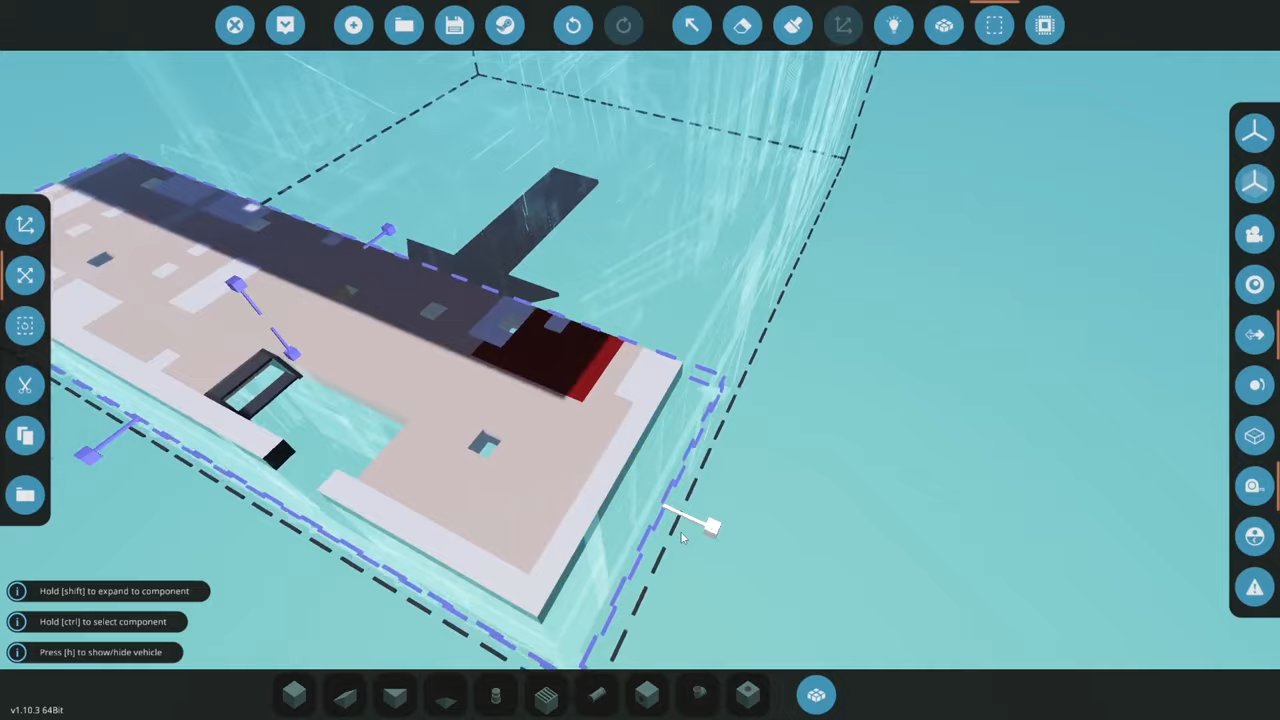 Hold [shift] to expand to component
Hold [ctrl] to select component
Press [h] to show/hide vehicle
v1.10.3 64Bit